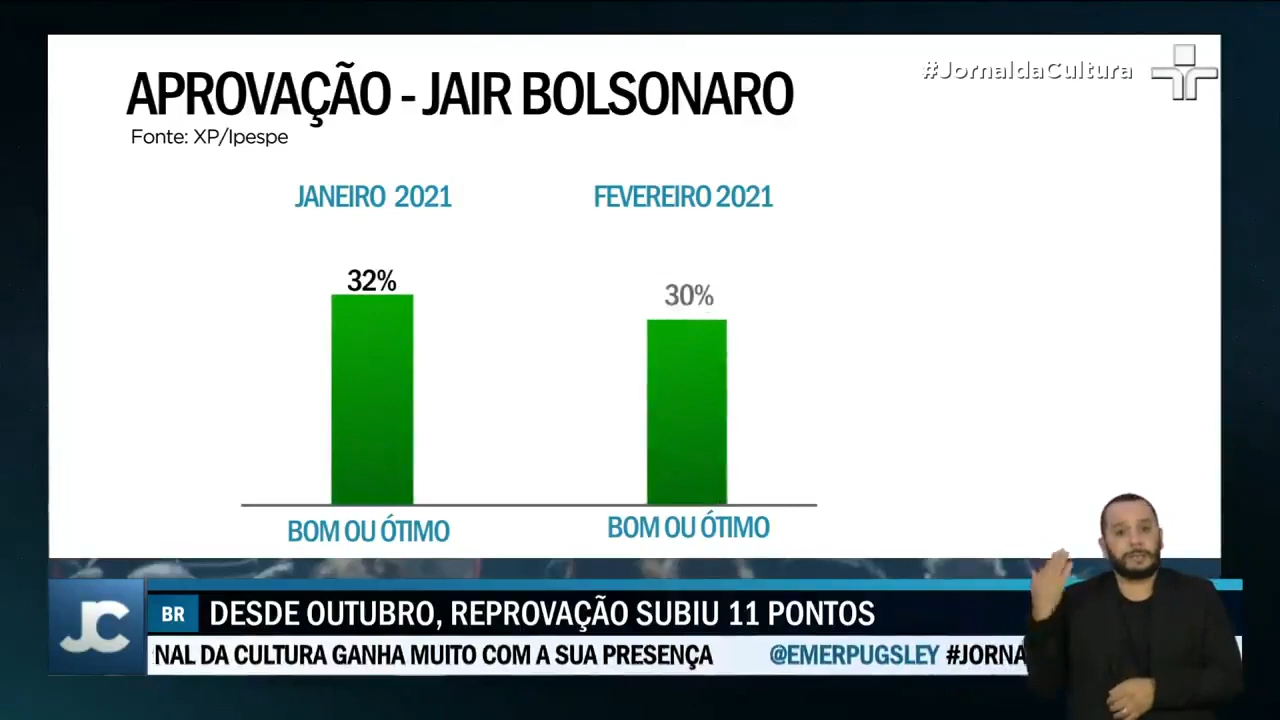 #JornaldaCultura
APROVAÇÃO - JAIR BOLSONARO
Fonte: XP/Ipespe
JANEIRO 2021
FEVEREIRO 2021
32%
30%
BOM OU ÓTIMO
BOM OU ÓTIMO
JC
BR
DESDE OUTUBRO, REPROVAÇÃO SUBIU 11 PONTOS
NAL DA CULTURA GANHA MUITO COM A SUA PRESENÇA @EMERPUGSLEY #JORNA